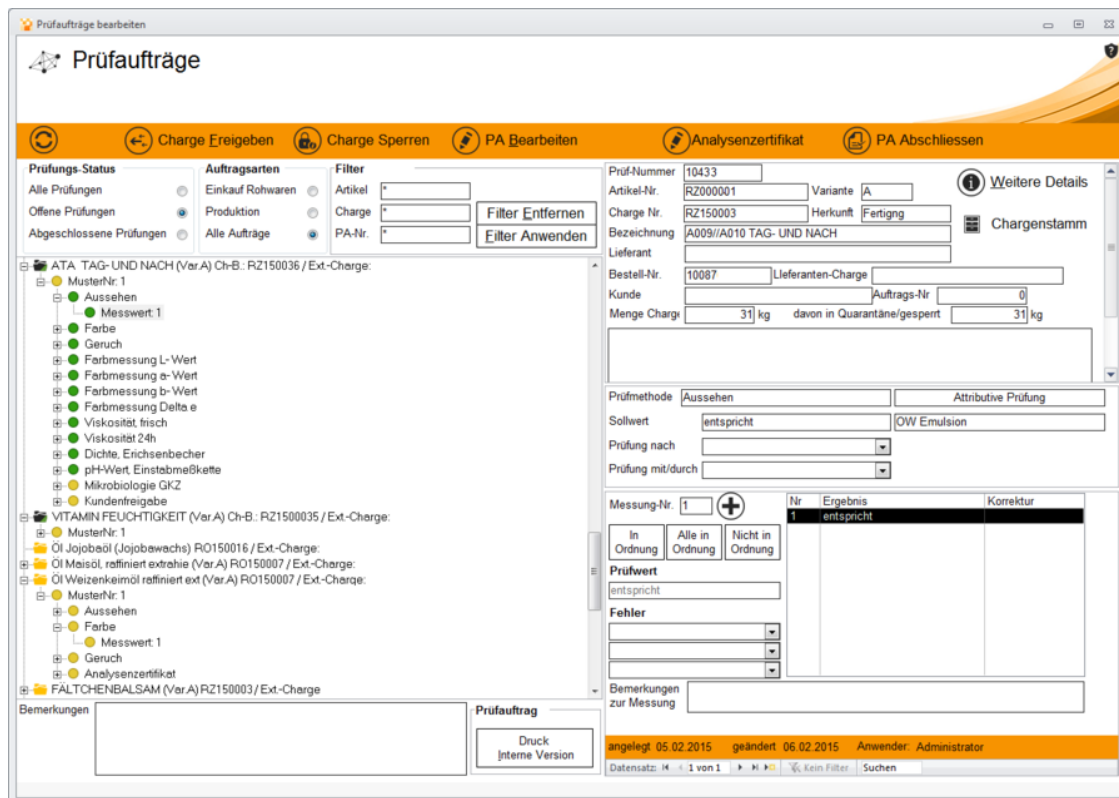 Prüfaufträge bearbeiten
Prüfaufträge
Charge Freigeben Charge Sperren PA Bearbeiten Analysenzertifikat PA Abschliessen
Prüfungs-Status
Alle Prüfungen
Offene Prüfungen
Abgeschlossene Prüfungen
Auftragsarten
Einkauf Rohwaren
Produktion
Alle Aufträge
Filter
Artikel *
Charge *
PA-Nr. *
Filter Entfernen
Filter Anwenden
ATA TAG- UND NACH (Var.A) Ch-B.: RZ150036 / Ext.-Charge:
MusterNr: 1
Aussehen
Messwert: 1
Farbe
Geruch
Farbmessung L-Wert
Farbmessung a-Wert
Farbmessung b-Wert
Farbmessung Delta e
Viskosität, frisch
Viskosität 24h
Dichte, Erichsenbecher
pH-Wert, Einstabmeßkette
Mikrobiologie GKZ
Kundenfreigabe
VITAMIN FEUCHTIGKEIT (Var.A) Ch-B.: RZ1500035 / Ext.-Charge:
MusterNr: 1
Öl Jojobaöl (Jojobawachs) RO150016 / Ext.-Charge:
Öl Maisöl, raffiniert extrahie (Var.A) RO150007 / Ext.-Charge:
Öl Weizenkeimöl raffiniert ext (Var.A) RO150007 / Ext.-Charge:
MusterNr: 1
Aussehen
Farbe
Messwert: 1
Geruch
Analysenzertifikat
FÄLTCHENBALSAM (Var.A) RZ150003 / Ext.-Charge
Bemerkungen
Prüfauftrag
Druck
Interne Version
Prüf-Nummer 10433
Artikel-Nr. RZ000001 Variante A
Charge Nr. RZ150003 Herkunft Fertigng
Bezeichnung A009//A010 TAG- UND NACH
Lieferant
Bestell-Nr. 10087 LIeferanten-Charge
Kunde Auftrags-Nr 0
Menge Charge 31 kg davon in Quarantäne/gesperrt 31 kg
Weitere Details
Chargenstamm
Prüfmethode Aussehen Attributive Prüfung
Sollwert entspricht OW Emulsion
Prüfung nach
Prüfung mit/durch
Messung-Nr. 1
In Ordnung
Alle in Ordnung
Nicht in Ordnung
Prüfwert
entspricht
Fehler
Nr Ergebnis Korrektur
1 entspricht
Bemerkungen
zur Messung
angelegt 05.02.2015 geändert 06.02.2015 Anwender: Administrator
Datensatz: 1 von 1 Kein Filter Suchen